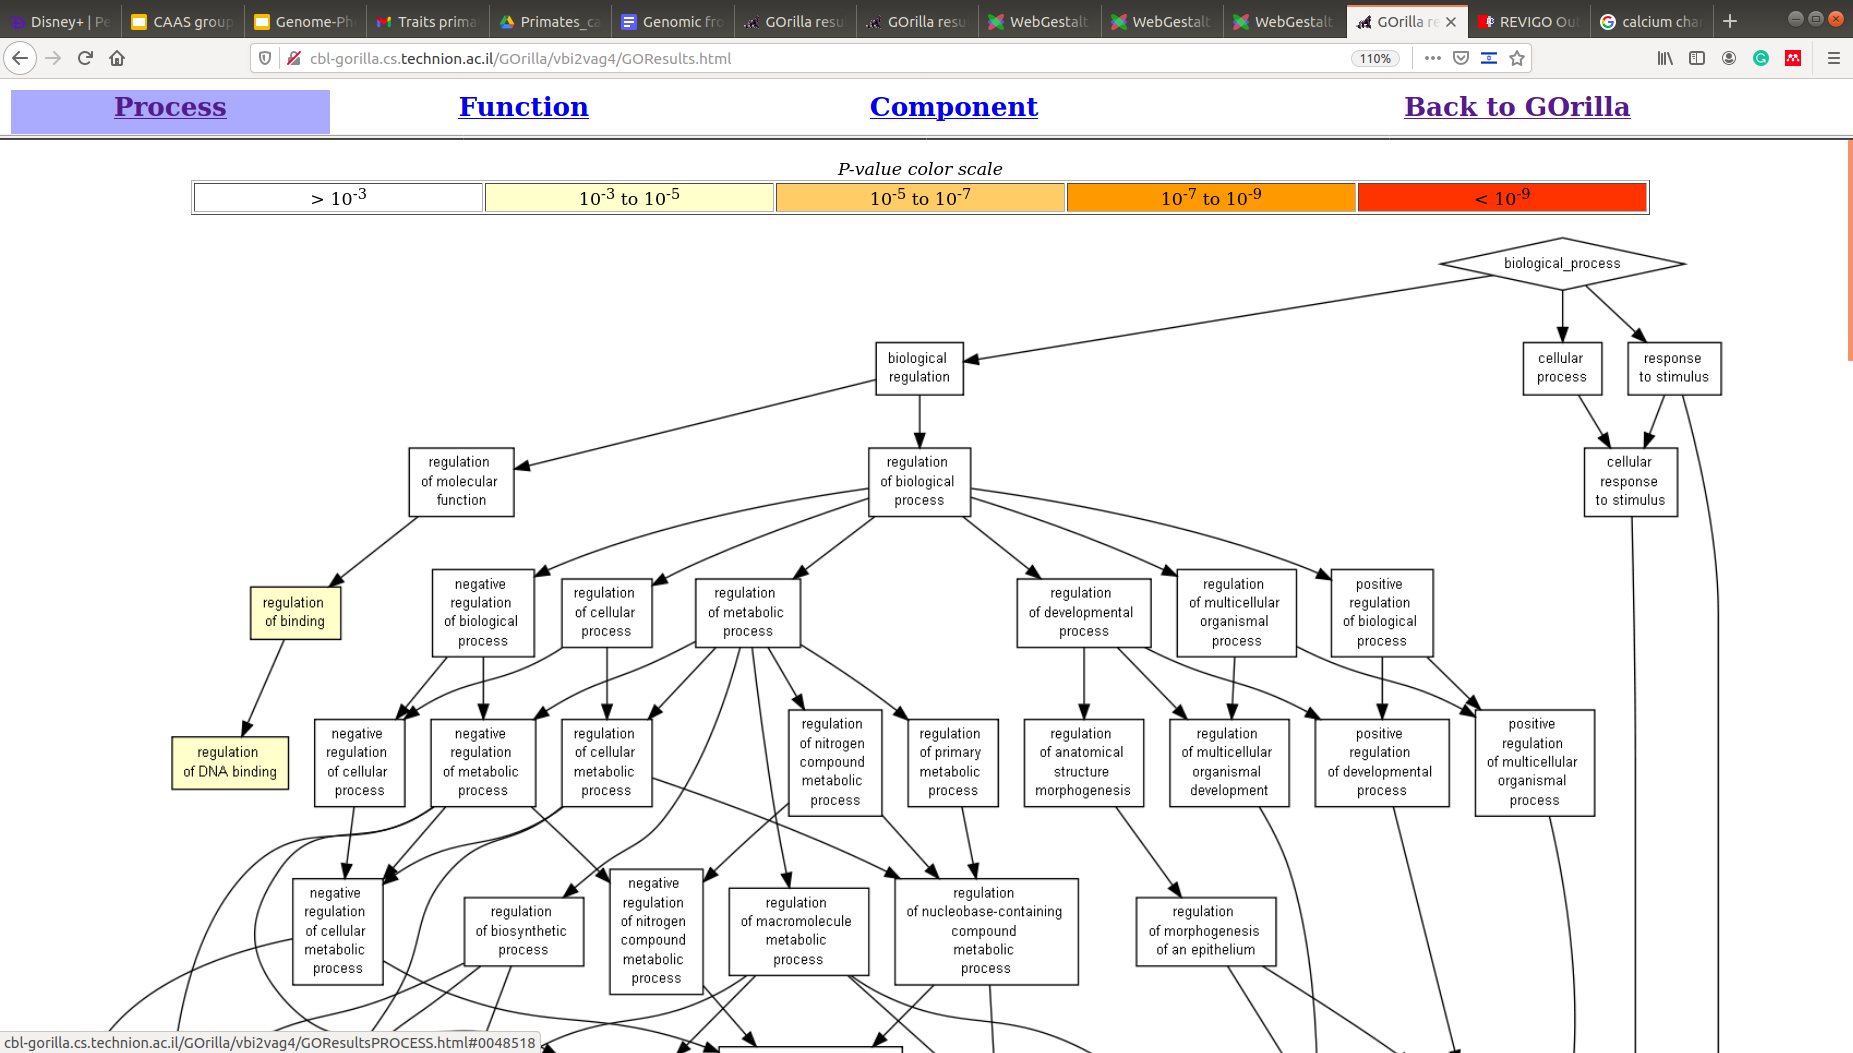 Disney+ | Pe
CAAS group
Genome-Ph
Traits prima
Primates_ca
Genomic fro
GOrilla resu
GOrilla resu
WebGestalt
WebGestalt
WebGestalt
GOrilla re
REVIGO Out
calcium cha
cbl-gorilla.cs.technion.ac.il/GOrilla/vbi2vag4/GOResults.html
110%
Process
Function
Component
Back to GOrilla
P-value color scale
> 10-3
10-3 to 10-5
10-5 to 10-7
10-7 to 10-9
< 10-9
biological_process
biological
regulation
cellular
process
response
to stimulus
regulation
of molecular
function
regulation
of biological
process
cellular
response
to stimulus
regulation
of binding
negative
regulation
of biological
process
regulation
of cellular
process
regulation
of metabolic
process
regulation
of developmental
process
regulation
of multicellular
organismal
process
positive
regulation
of biological
process
regulation
of DNA binding
negative
regulation
of cellular
process
negative
regulation
of metabolic
process
regulation
of cellular
metabolic
process
regulation
of nitrogen
compound
metabolic
process
regulation
of primary
metabolic
process
regulation
of anatomical
structure
morphogenesis
regulation
of multicellular
organismal
development
positive
regulation
of developmental
process
positive
regulation
of multicellular
organismal
process
negative
regulation
of cellular
metabolic
process
regulation
of biosynthetic
process
negative
regulation
of nitrogen
compound
metabolic
process
regulation
of macromolecule
metabolic
process
regulation
of nucleobase-containing
compound
metabolic
process
regulation
of morphogenesis
of an epithelium
cbl-gorilla.cs.technion.ac.il/GOrilla/vbi2vag4/GOResultsPROCESS.html#0048518